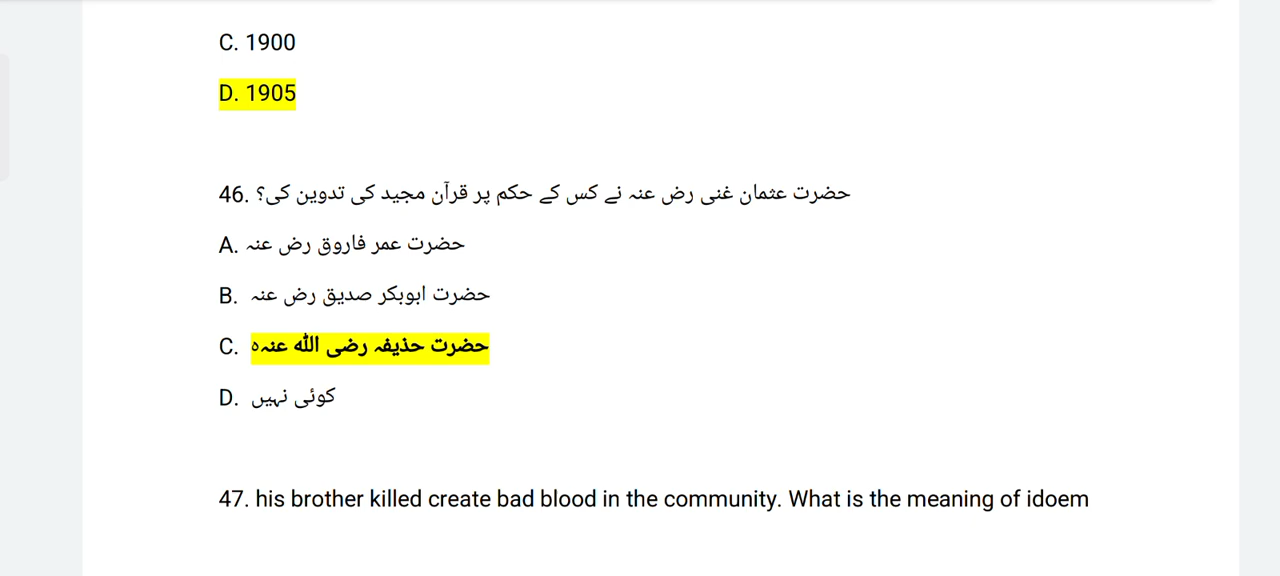 C. 1900
D. 1905
46. حضرت عثمان غنی رض عنہ نے کس کے حکم پر قرآن مجید کی تدوین کی؟
A. حضرت عمر فاروق رض عنہ
B. حضرت ابوبکر صدیق رض عنہ
C. حضرت حذیفہ رضی اللہ عنہہ
D. کوئی نہیں
47. his brother killed create bad blood in the community. What is the meaning of idoem